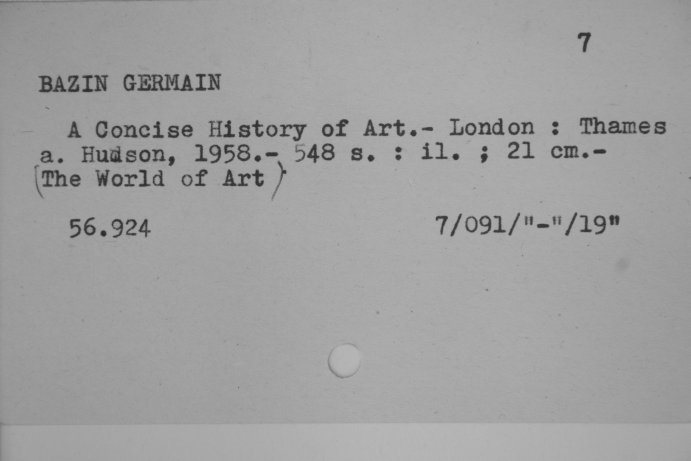 7
BAZIN GERMAIN
A Concise History of Art.- London : Thames
a. Hudson, 1958.- 548 s. : il. ; 21 cm.-
(The World of Art)
56.924 7/091/"-"/19"